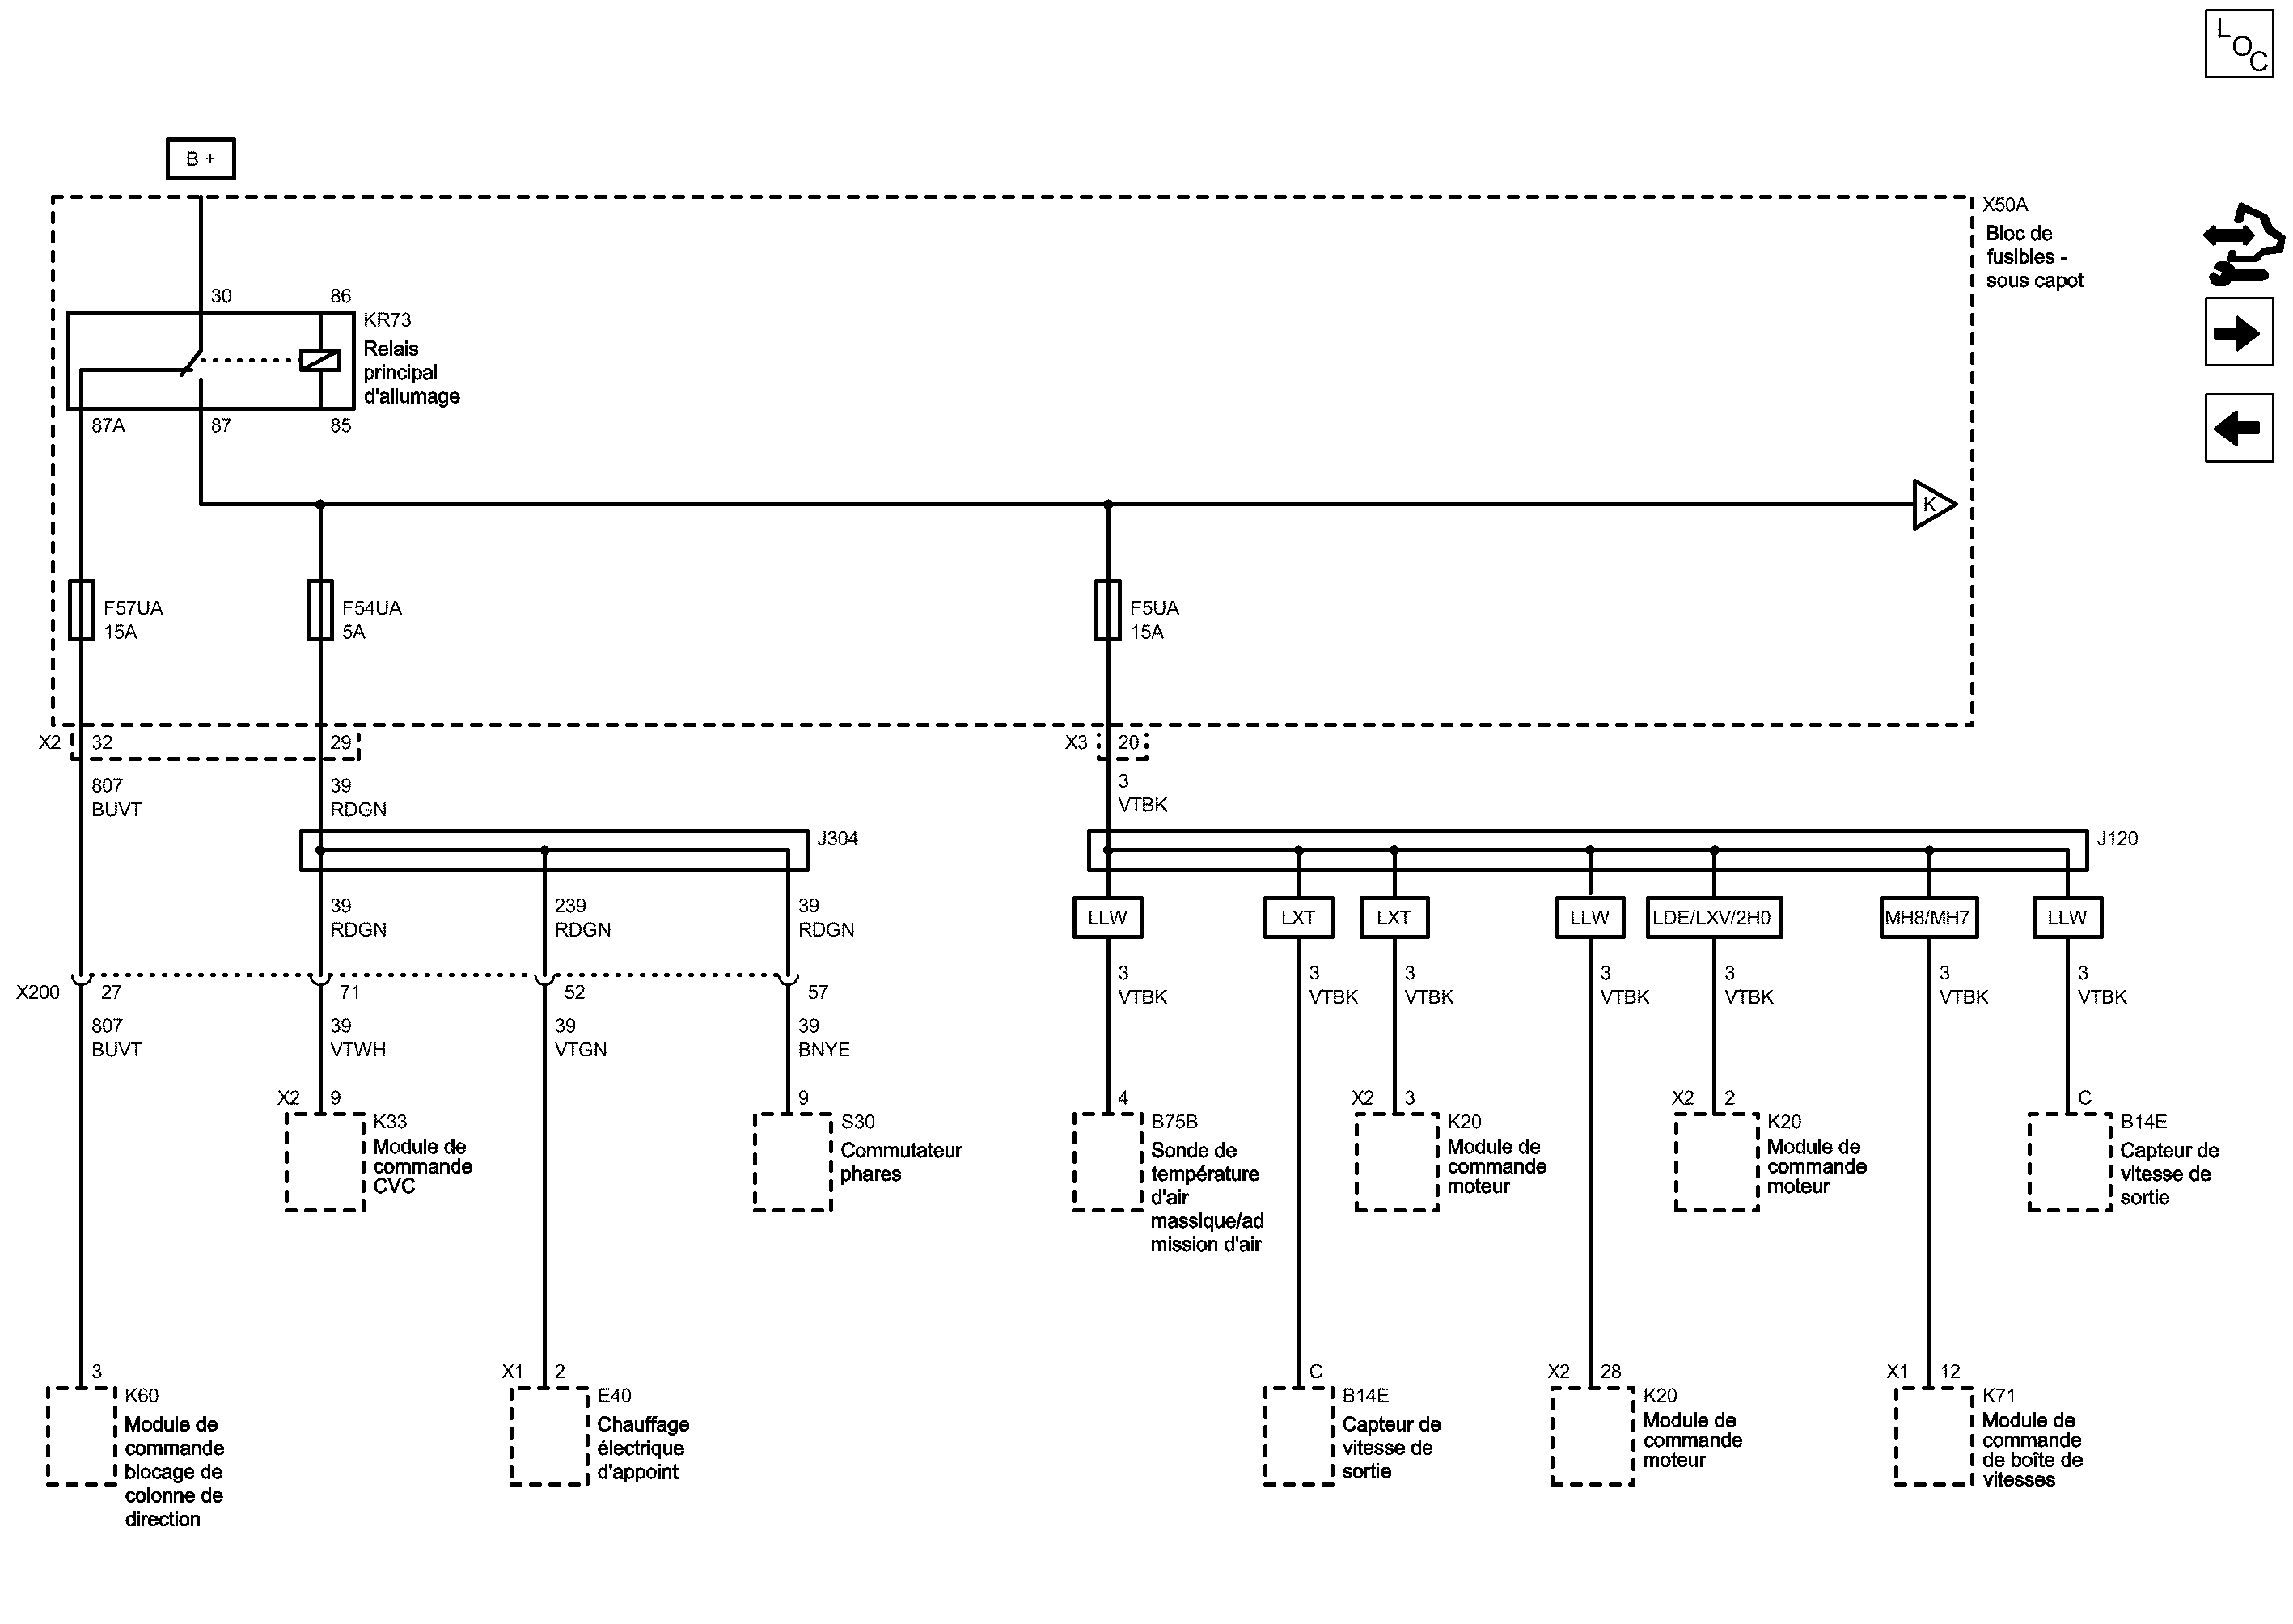 L
O
C
B +
X50A
Bloc de
fusibles -
sous capot
30
86
KR73
Relais
principal
d'allumage
87A
87
85
K
F57UA
15A
F54UA
5A
F5UA
15A
X2
32
29
X3
20
807
BUVT
39
RDGN
3
VTBK
J304
J120
39
RDGN
239
RDGN
39
RDGN
LLW
LXT
LXT
LLW
LDE/LXV/2H0
MH8/MH7
LLW
3
VTBK
3
VTBK
3
VTBK
3
VTBK
3
VTBK
3
VTBK
3
VTBK
X200
27
71
52
57
807
BUVT
39
VTWH
39
VTGN
39
BNYE
X2
9
K33
Module de
commande
CVC
9
S30
Commutateur
phares
4
B75B
Sonde de
température
d'air
massique/ad
mission d'air
X2
3
K20
Module de
commande
moteur
X2
2
K20
Module de
commande
moteur
C
B14E
Capteur de
vitesse de
sortie
3
K60
Module de
commande
blocage de
colonne de
direction
X1
2
E40
Chauffage
électrique
d'appoint
C
B14E
Capteur de
vitesse de
sortie
X2
28
K20
Module de
commande
moteur
X1
12
K71
Module de
commande
de boîte de
vitesses